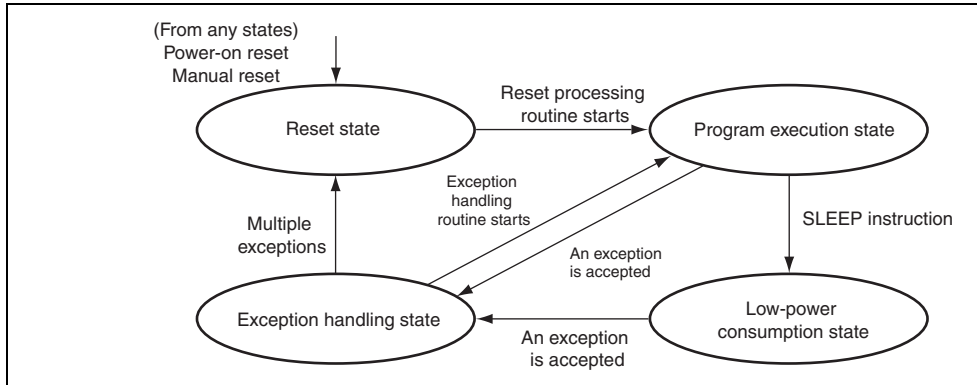 (From any states)
Power-on reset
Manual reset
Reset state
Reset processing
routine starts
Program execution state
Multiple
exceptions
Exception
handling
routine starts
An exception
is accepted
SLEEP instruction
Exception handling state
An exception
is accepted
Low-power
consumption state